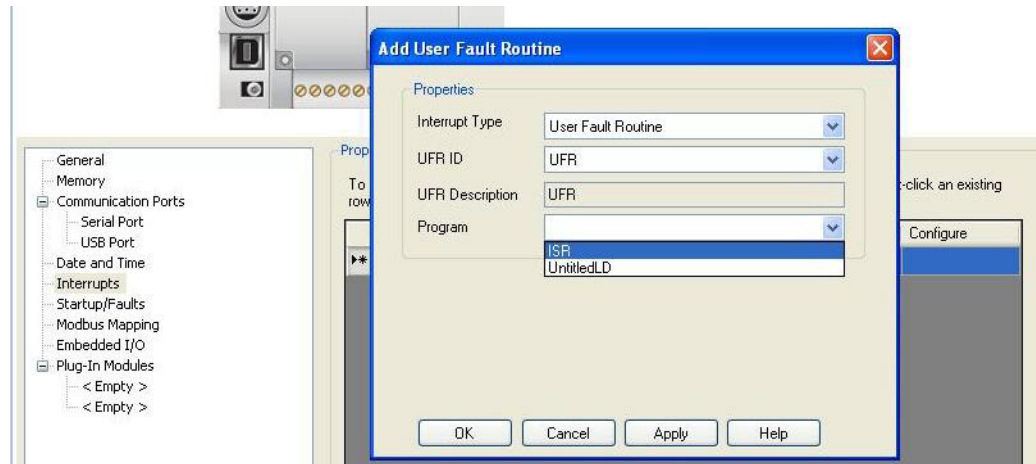 Add User Fault Routine
Properties
Interrupt Type
User Fault Routine
UFR ID
UFR
UFR Description
UFR
Program
ISR
UntitledLD
OK
Cancel
Apply
Help
General
Memory
Communication Ports
Serial Port
USB Port
Date and Time
Interrupts
Startup/Faults
Modbus Mapping
Embedded I/O
Plug-In Modules
< Empty >
< Empty >
Prop
To
row
-click an existing
Configure